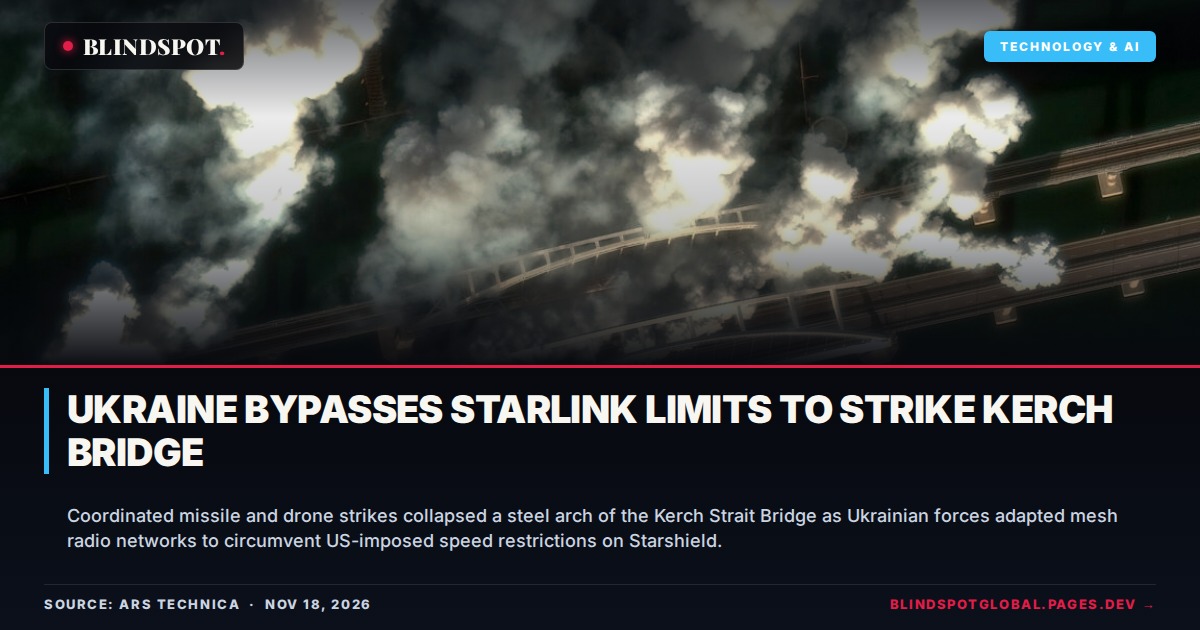 BLINDSPOT.
TECHNOLOGY & AI
UKRAINE BYPASSES STARLINK LIMITS TO STRIKE KERCH
BRIDGE
Coordinated missile and drone strikes collapsed a steel arch of the Kerch Strait Bridge as Ukrainian forces adapted mesh
radio networks to circumvent US-imposed speed restrictions on Starshield.
SOURCE: ARS TECHNICA · NOV 18, 2026
BLINDSPOTGLOBAL.PAGES.DEV →